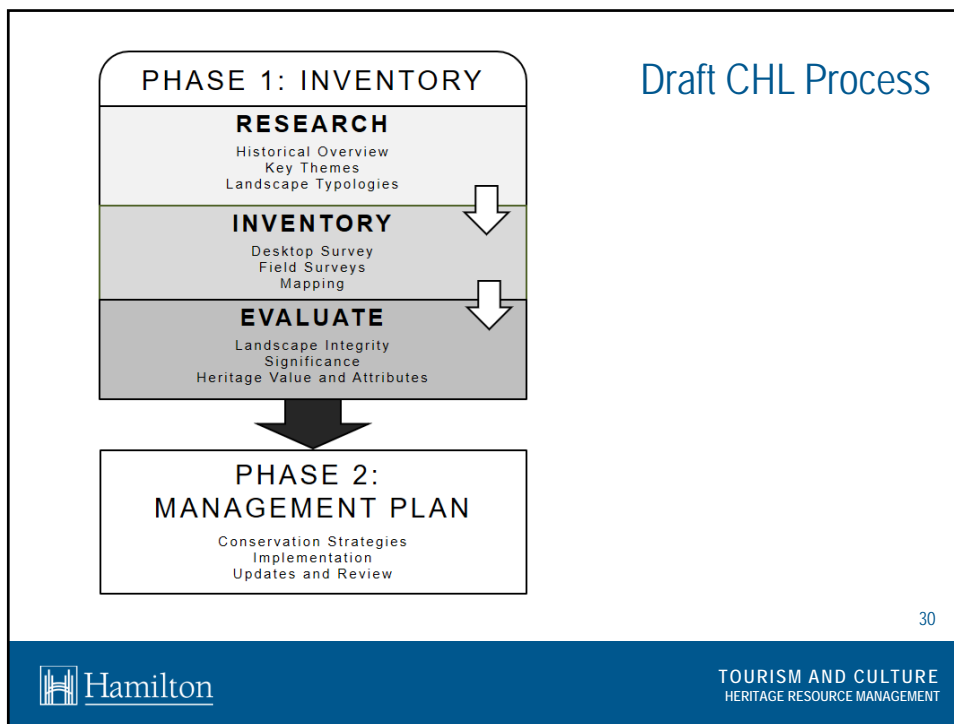 Draft CHL Process
PHASE 1: INVENTORY
RESEARCH
Historical Overview
Key Themes
Landscape Typologies
INVENTORY
Desktop Survey
Field Surveys
Mapping
EVALUATE
Landscape Integrity
Significance
Heritage Value and Attributes
PHASE 2:
MANAGEMENT PLAN
Conservation Strategies
Implementation
Updates and Review
30
Hamilton
TOURISM AND CULTURE
HERITAGE RESOURCE MANAGEMENT